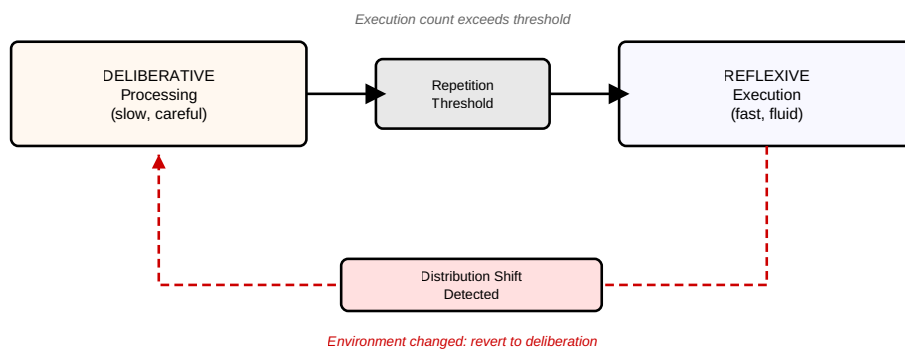 Execution count exceeds threshold
DELIBERATIVE
Processing
(slow, careful)
Repetition
Threshold
REFLEXIVE
Execution
(fast, fluid)
Distribution Shift
Detected
Environment changed: revert to deliberation